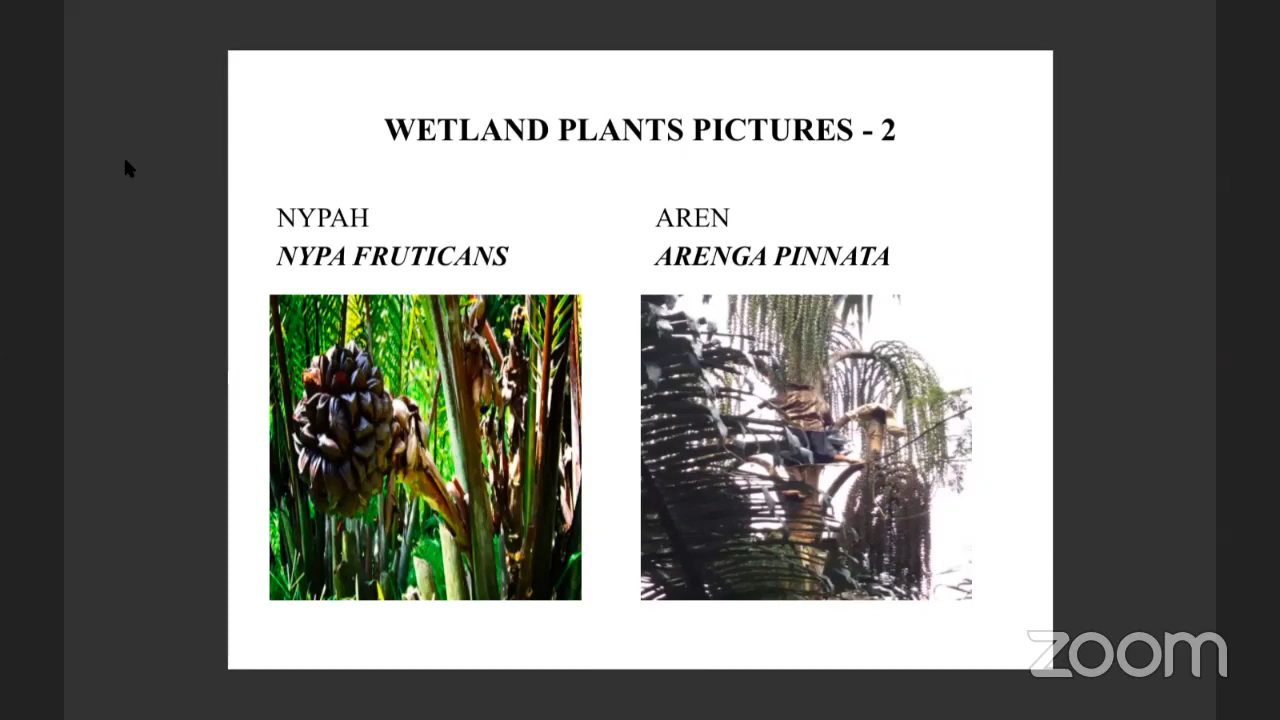 WETLAND PLANTS PICTURES - 2
NYPAH
NYPA FRUTICANS
AREN
ARENGA PINNATA
zoom